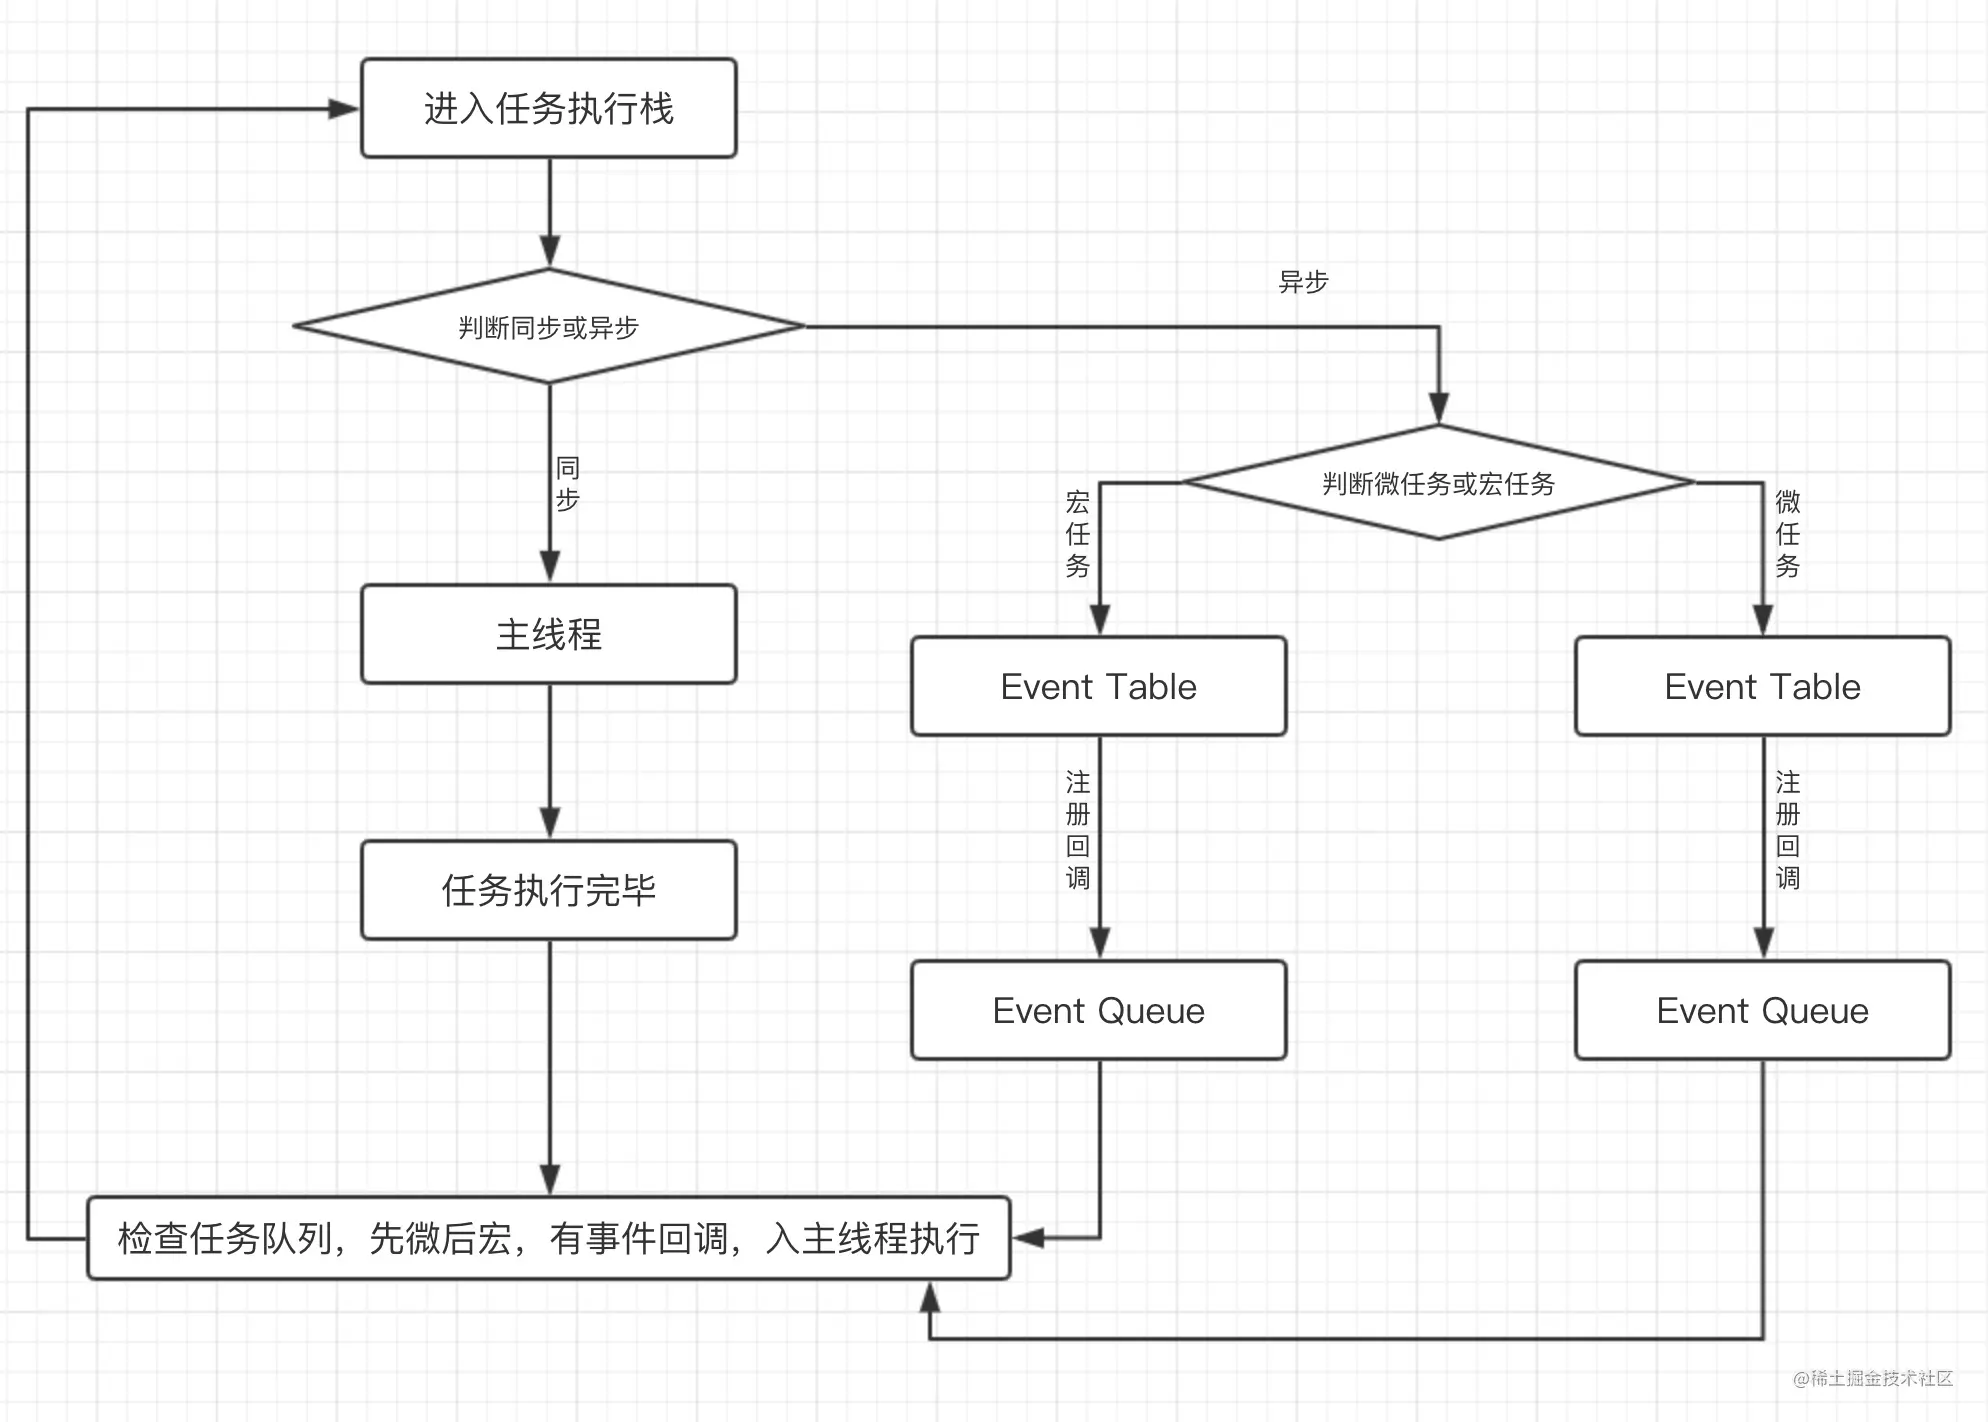 进入任务执行栈
判断同步或异步
异步
同步
判断微任务或宏任务
宏任务
微任务
主线程
Event Table
Event Table
注册回调
注册回调
任务执行完毕
Event Queue
Event Queue
检查任务队列，先微后宏，有事件回调，入主线程执行
@稀土掘金技术社区